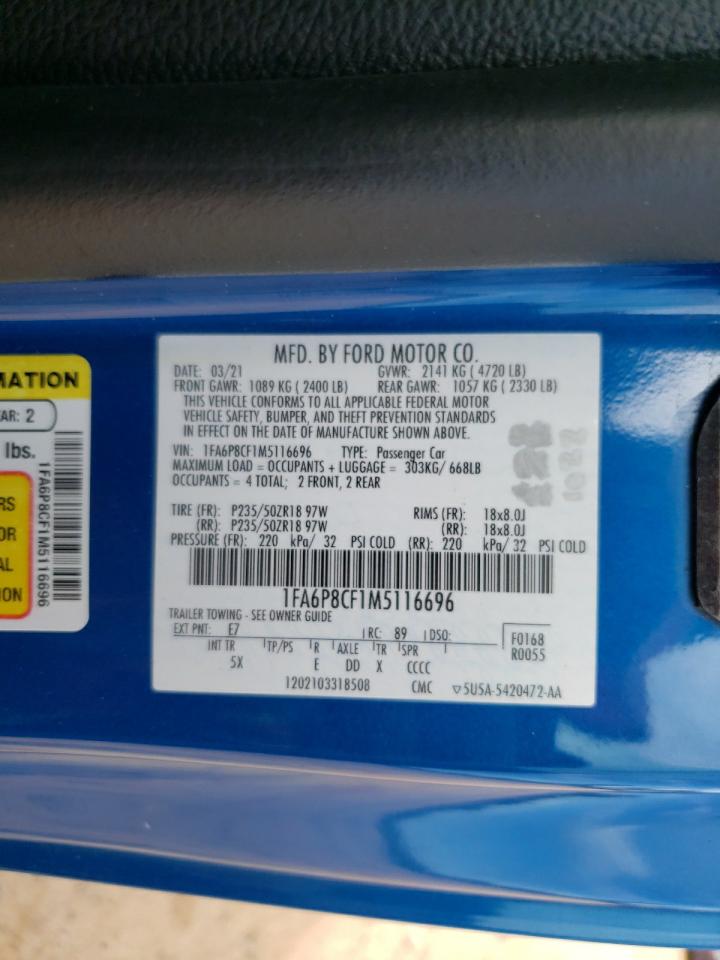 MATION
AR: 2
lbs.
RS
OR
AL
ION
1FA6P8CF1M5116696
MFD. BY FORD MOTOR CO.
DATE: 03/21 GVWR: 2141 KG ( 4720 LB)
FRONT GAWR: 1089 KG ( 2400 LB) REAR GAWR: 1057 KG ( 2330 LB)
THIS VEHICLE CONFORMS TO ALL APPLICABLE FEDERAL MOTOR
VEHICLE SAFETY, BUMPER, AND THEFT PREVENTION STANDARDS
IN EFFECT ON THE DATE OF MANUFACTURE SHOWN ABOVE.
VIN: 1FA6P8CF1M5116696 TYPE: Passenger Car
MAXIMUM LOAD = OCCUPANTS + LUGGAGE = 303KG/ 668LB
OCCUPANTS = 4 TOTAL; 2 FRONT, 2 REAR
TIRE (FR): P235/50ZR18 97W RIMS (FR): 18x8.0J
(RR): P235/50ZR18 97W (RR): 18x8.0J
PRESSURE (FR): 220 kPa/ 32 PSI COLD (RR): 220 kPa/ 32 PSI COLD
1FA6P8CF1M5116696
TRAILER TOWING - SEE OWNER GUIDE
EXT PNT: E7 RC: 89 DSO: F0168
INT TR TP/PS R AXLE TR SPR R0055
5X E DD X CCCC
1202103318508 CMC ▽5U5A-5420472-AA